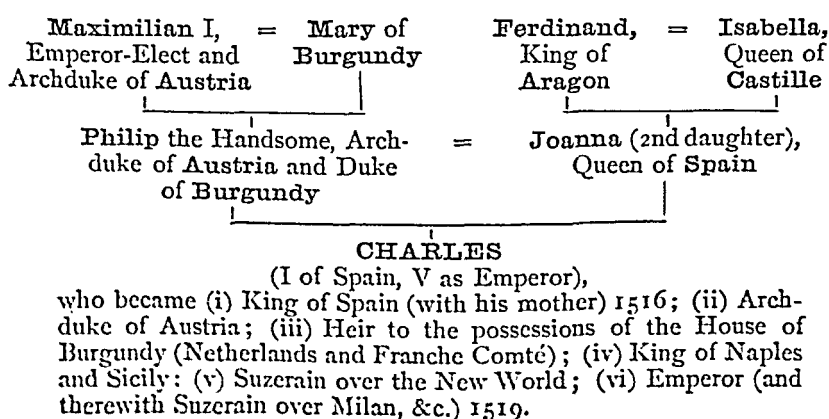 Maximilian I, = Mary of Ferdinand, = Isabella,
Emperor-Elect and Burgundy King of Queen of
Archduke of Austria Aragon Castille
Philip the Handsome, Arch- = Joanna (2nd daughter),
duke of Austria and Duke Queen of Spain
of Burgundy
CHARLES
(I of Spain, V as Emperor),
who became (i) King of Spain (with his mother) 1516; (ii) Arch-
duke of Austria; (iii) Heir to the possessions of the House of
Burgundy (Netherlands and Franche Comté); (iv) King of Naples
and Sicily: (v) Suzerain over the New World; (vi) Emperor (and
therewith Suzerain over Milan, &c.) 1519.